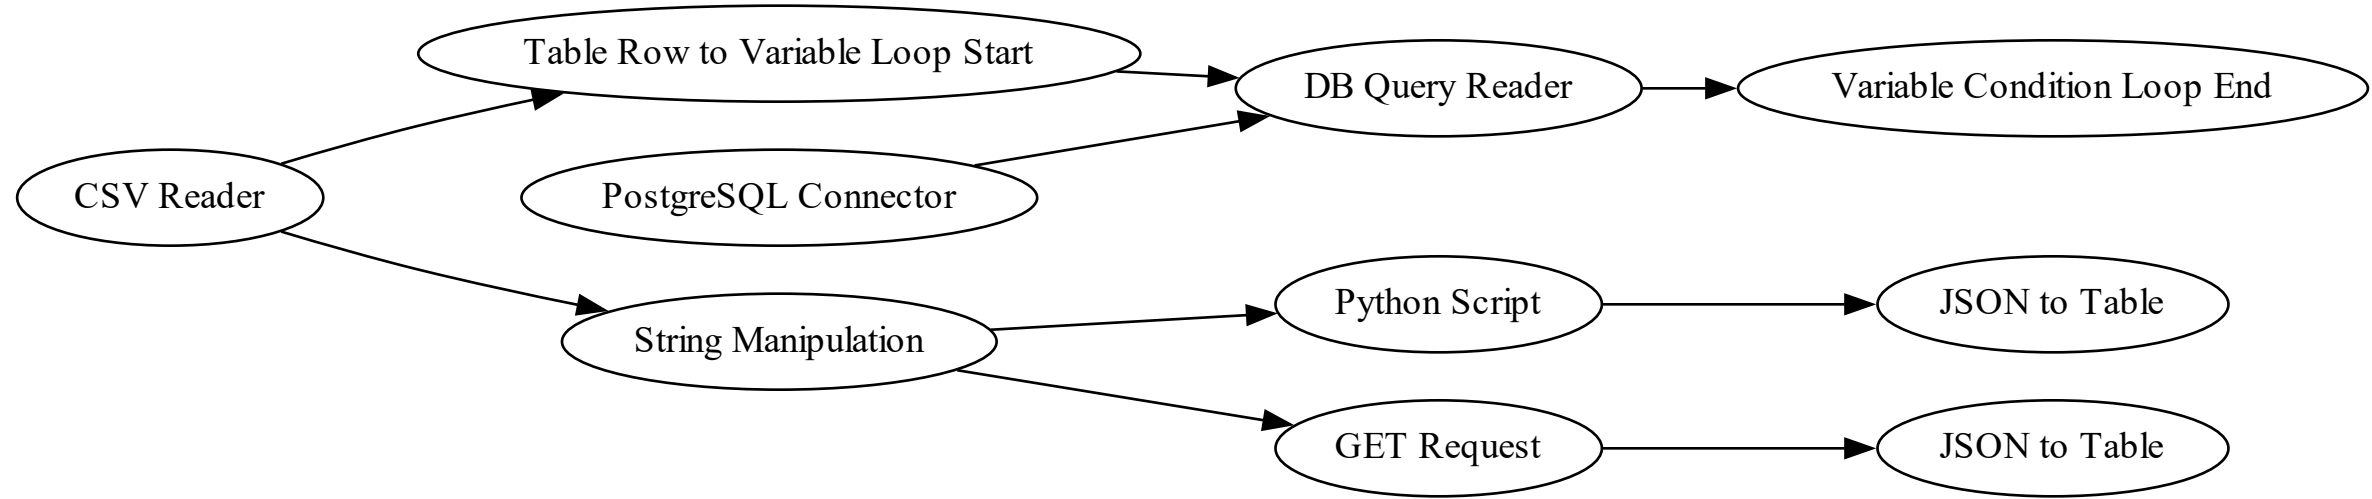 Table Row to Variable Loop Start
DB Query Reader
Variable Condition Loop End
CSV Reader
PostgreSQL Connector
String Manipulation
Python Script
JSON to Table
GET Request
JSON to Table